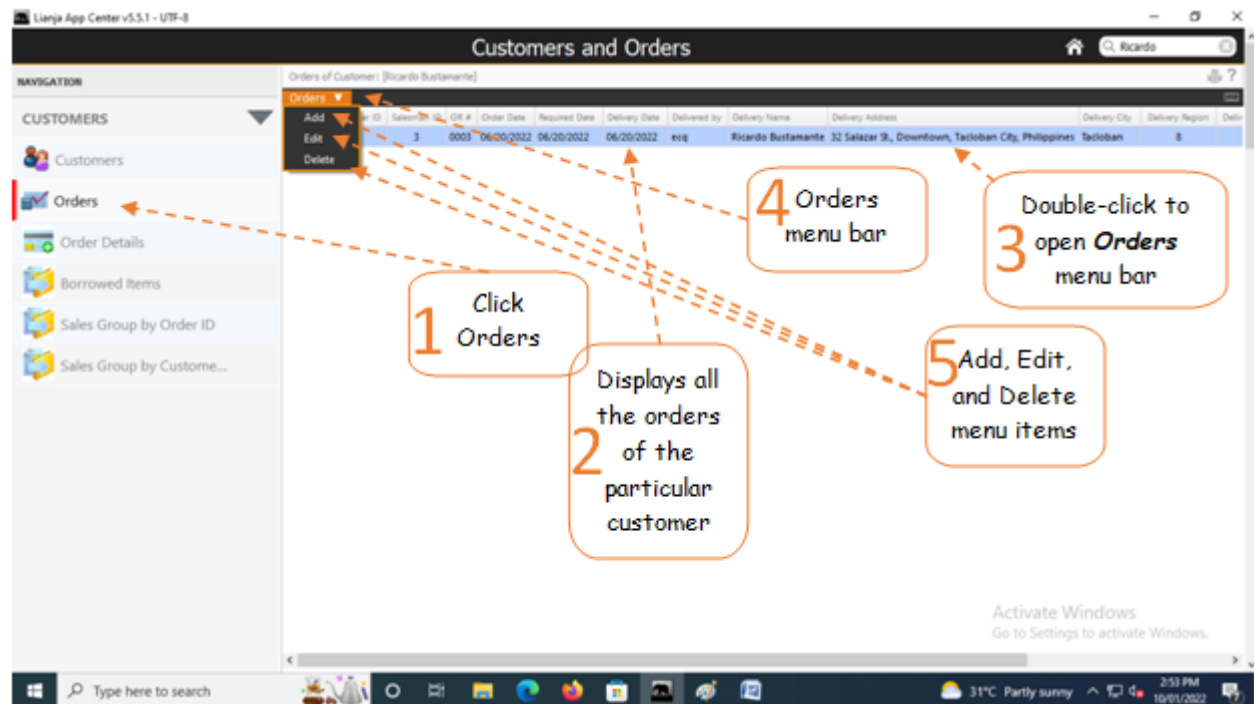 Lianja App Center v5.5.1 - UTF-8
Customers and Orders
Ricardo
NAVIGATION
Orders of Customer: [Ricardo Bustamante]
?
CUSTOMERS
Customers
Orders
Order Details
Borrowed Items
Sales Group by Order ID
Sales Group by Custome...
Orders
Add
Edit
Delete
ID Salesman ID OR # Order Date Required Date Delivery Date Delivered by Delivery Name Delivery Address Delivery City Delivery Region Deliv
3 0003 06/20/2022 06/20/2022 06/20/2022 ecq Ricardo Bustamante 32 Salazar St., Downtown, Tacloban City, Philippines Tacloban 8
1
Click
Orders
2
Displays all
the orders
of the
particular
customer
3
Double-click to
open Orders
menu bar
4
Orders
menu bar
5
Add, Edit,
and Delete
menu items
Activate Windows
Go to Settings to activate Windows.
Type here to search
31°C Partly sunny
2:53 PM
10/01/2022